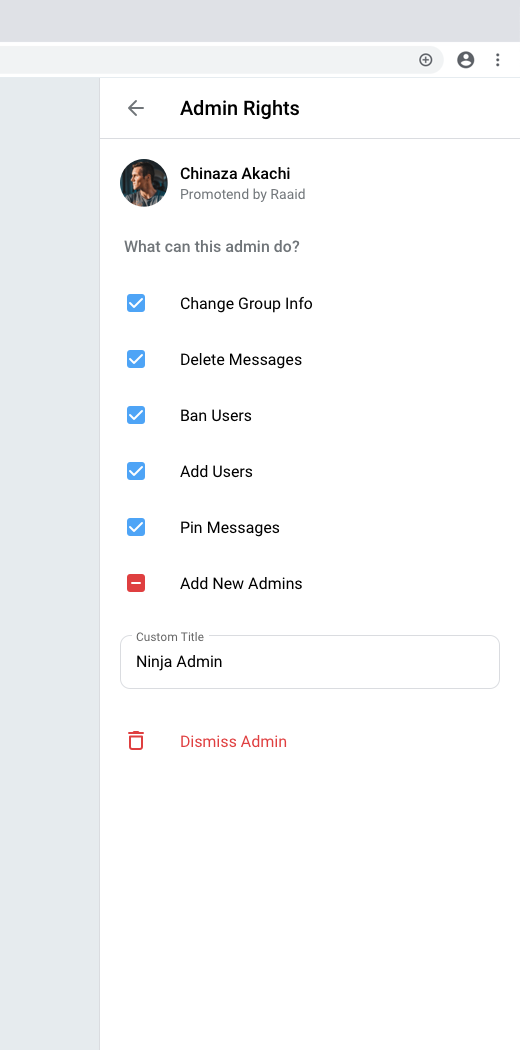 Admin Rights
Chinaza Akachi
Promotend by Raaid
What can this admin do?
Change Group Info
Delete Messages
Ban Users
Add Users
Pin Messages
Add New Admins
Custom Title
Ninja Admin
Dismiss Admin